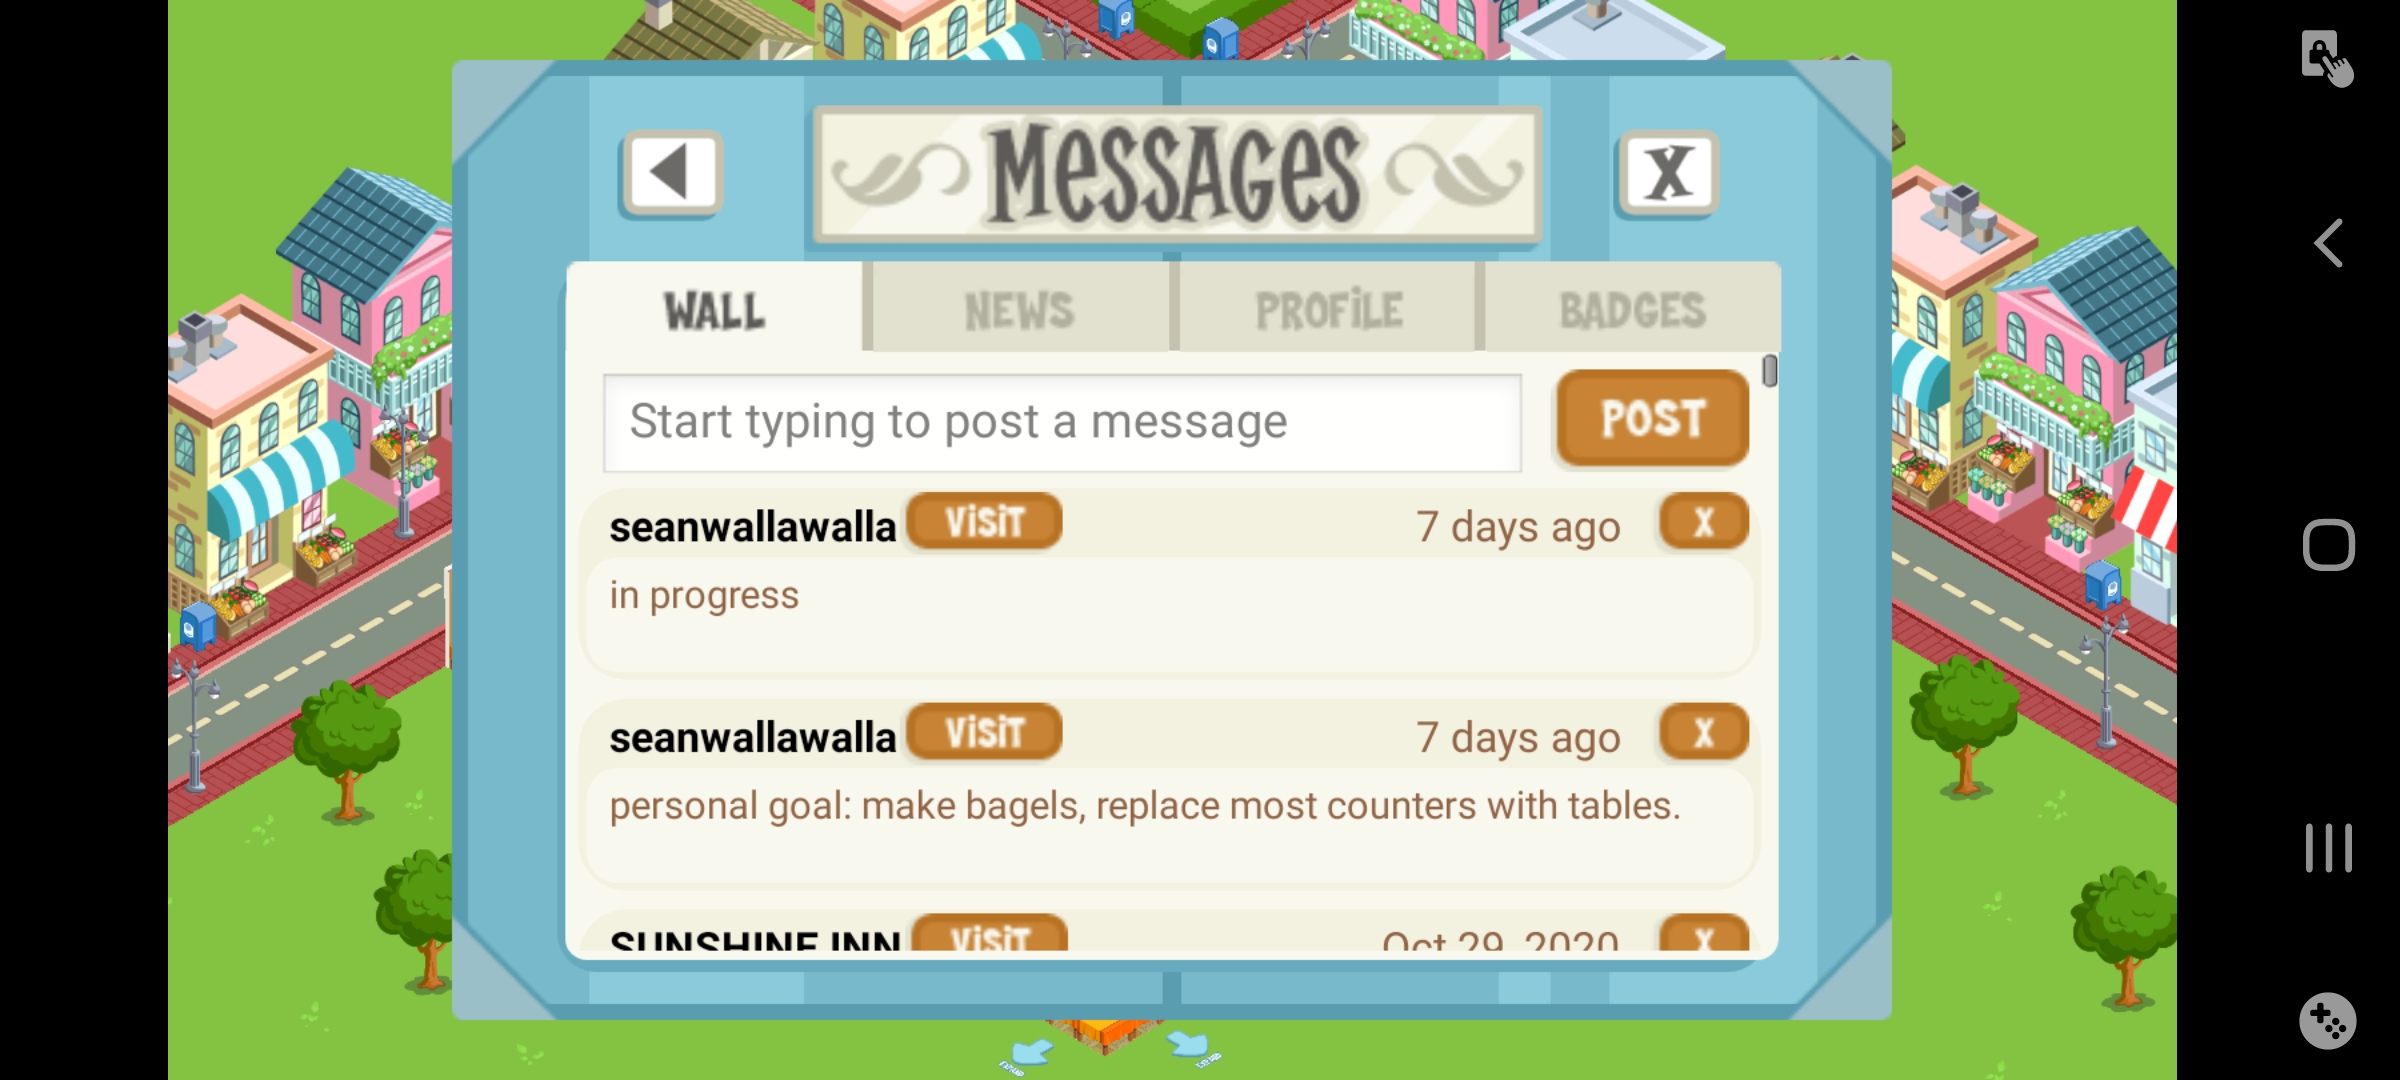 MeSSAGeS
X
WALL
NEWS
PROFiLE
BADGES
Start typing to post a message
POST
seanwallawalla ViSiT 7 days ago X
in progress
seanwallawalla ViSiT 7 days ago X
personal goal: make bagels, replace most counters with tables.
SUNSHINE INN ViSiT Oct 29, 2020 X